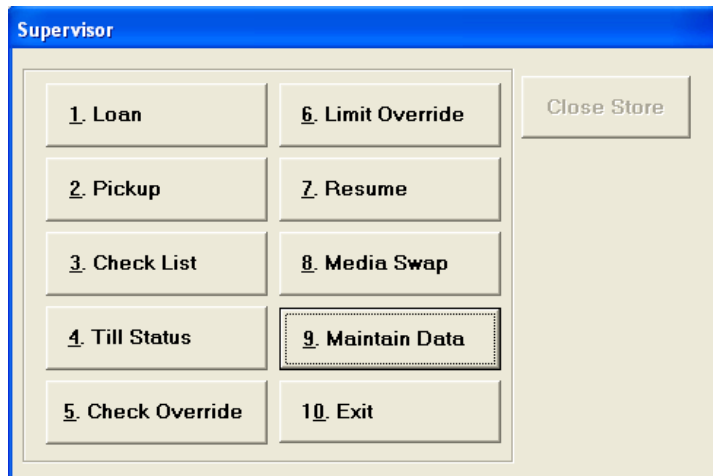 Supervisor
1. Loan
2. Pickup
3. Check List
4. Till Status
5. Check Override
6. Limit Override
7. Resume
8. Media Swap
9. Maintain Data
10. Exit
Close Store